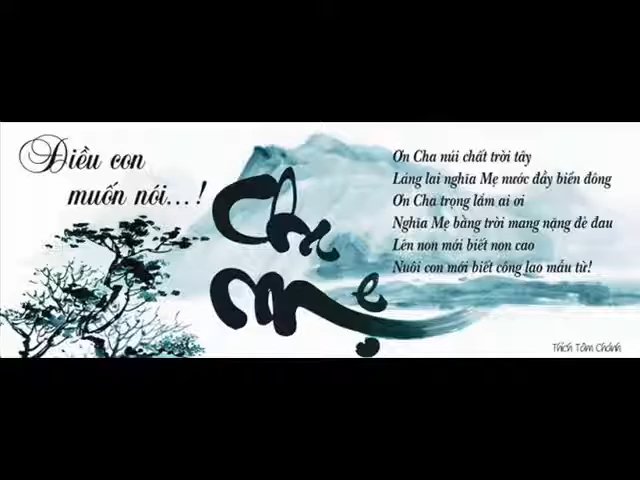 Điều con
muốn nói...!
Cha
Mẹ
Ơn Cha núi chất trời tây
Láng lai nghĩa Mẹ nước đầy biển đông
Ơn Cha trọng lắm ai ơi
Nghĩa Mẹ bằng trời mang nặng đẻ đau
Lên non mới biết non cao
Nuôi con mới biết công lao mẫu từ!
Thích Tâm Chánh